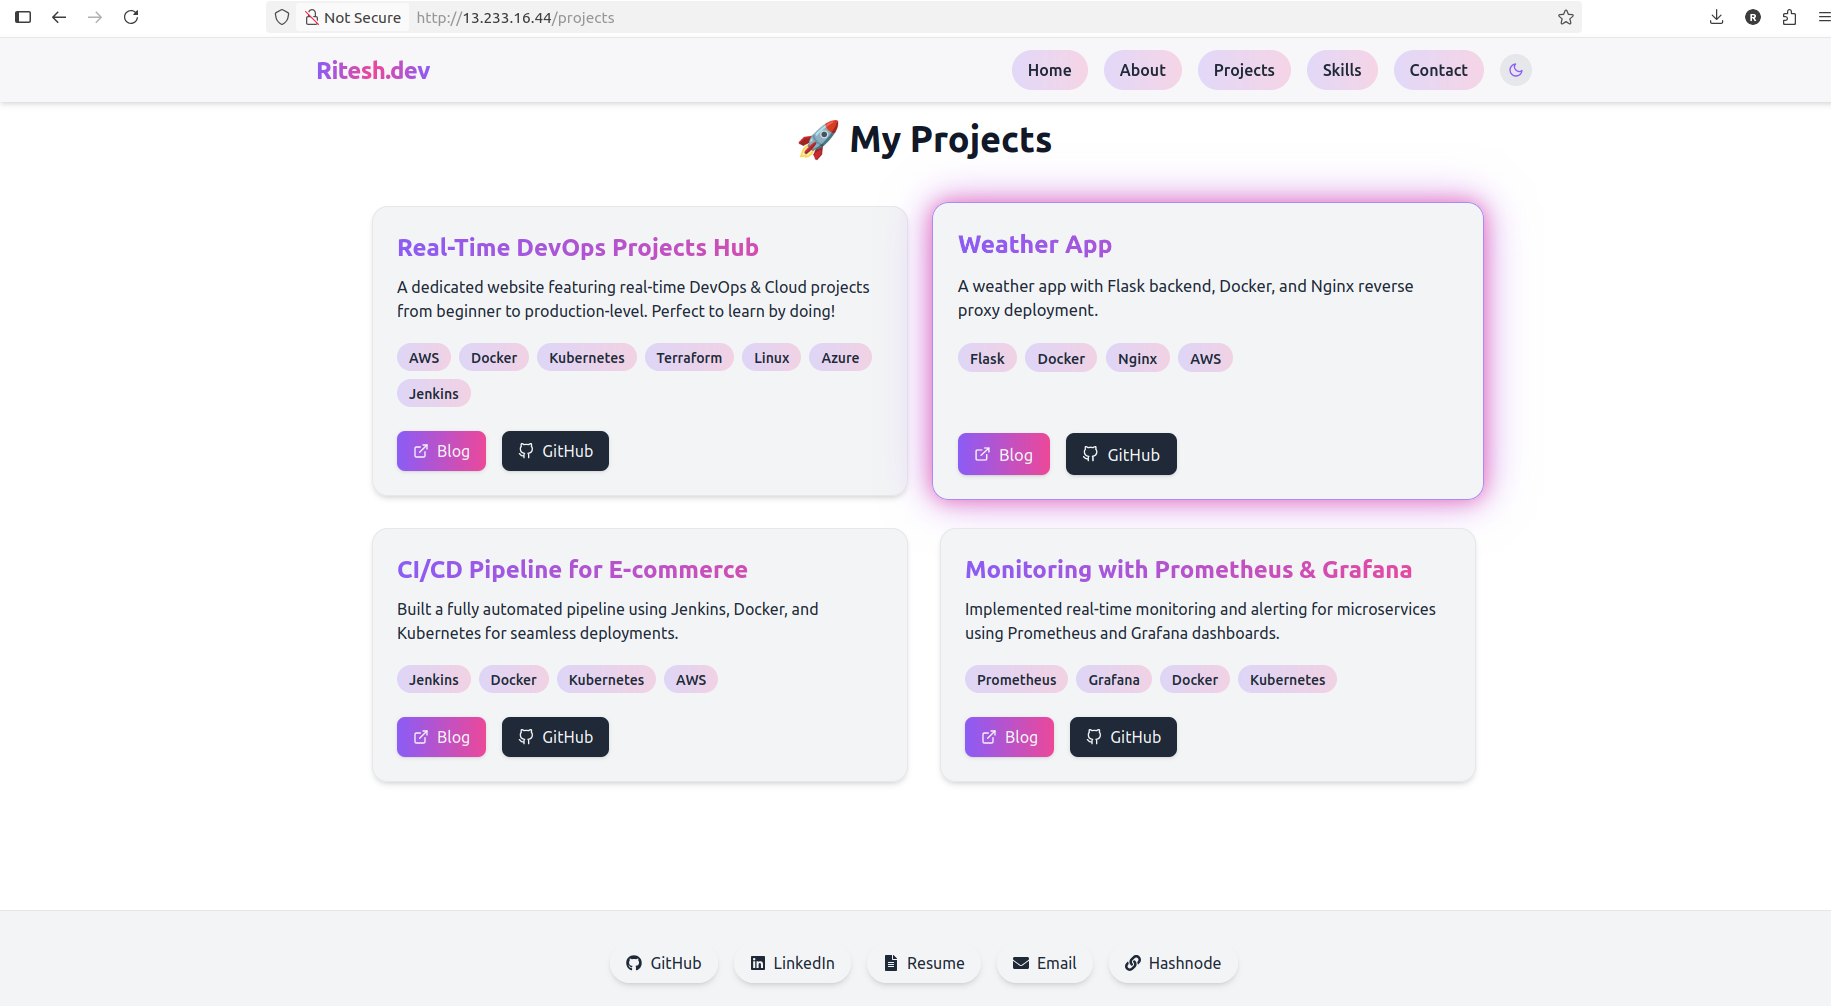 Not Secure http://13.233.16.44/projects
R
Ritesh.dev
Home About Projects Skills Contact
🚀 My Projects
Real-Time DevOps Projects Hub
A dedicated website featuring real-time DevOps & Cloud projects
from beginner to production-level. Perfect to learn by doing!
AWS Docker Kubernetes Terraform Linux Azure
Jenkins
Blog GitHub
Weather App
A weather app with Flask backend, Docker, and Nginx reverse
proxy deployment.
Flask Docker Nginx AWS
Blog GitHub
CI/CD Pipeline for E-commerce
Built a fully automated pipeline using Jenkins, Docker, and
Kubernetes for seamless deployments.
Jenkins Docker Kubernetes AWS
Blog GitHub
Monitoring with Prometheus & Grafana
Implemented real-time monitoring and alerting for microservices
using Prometheus and Grafana dashboards.
Prometheus Grafana Docker Kubernetes
Blog GitHub
GitHub LinkedIn Resume Email Hashnode